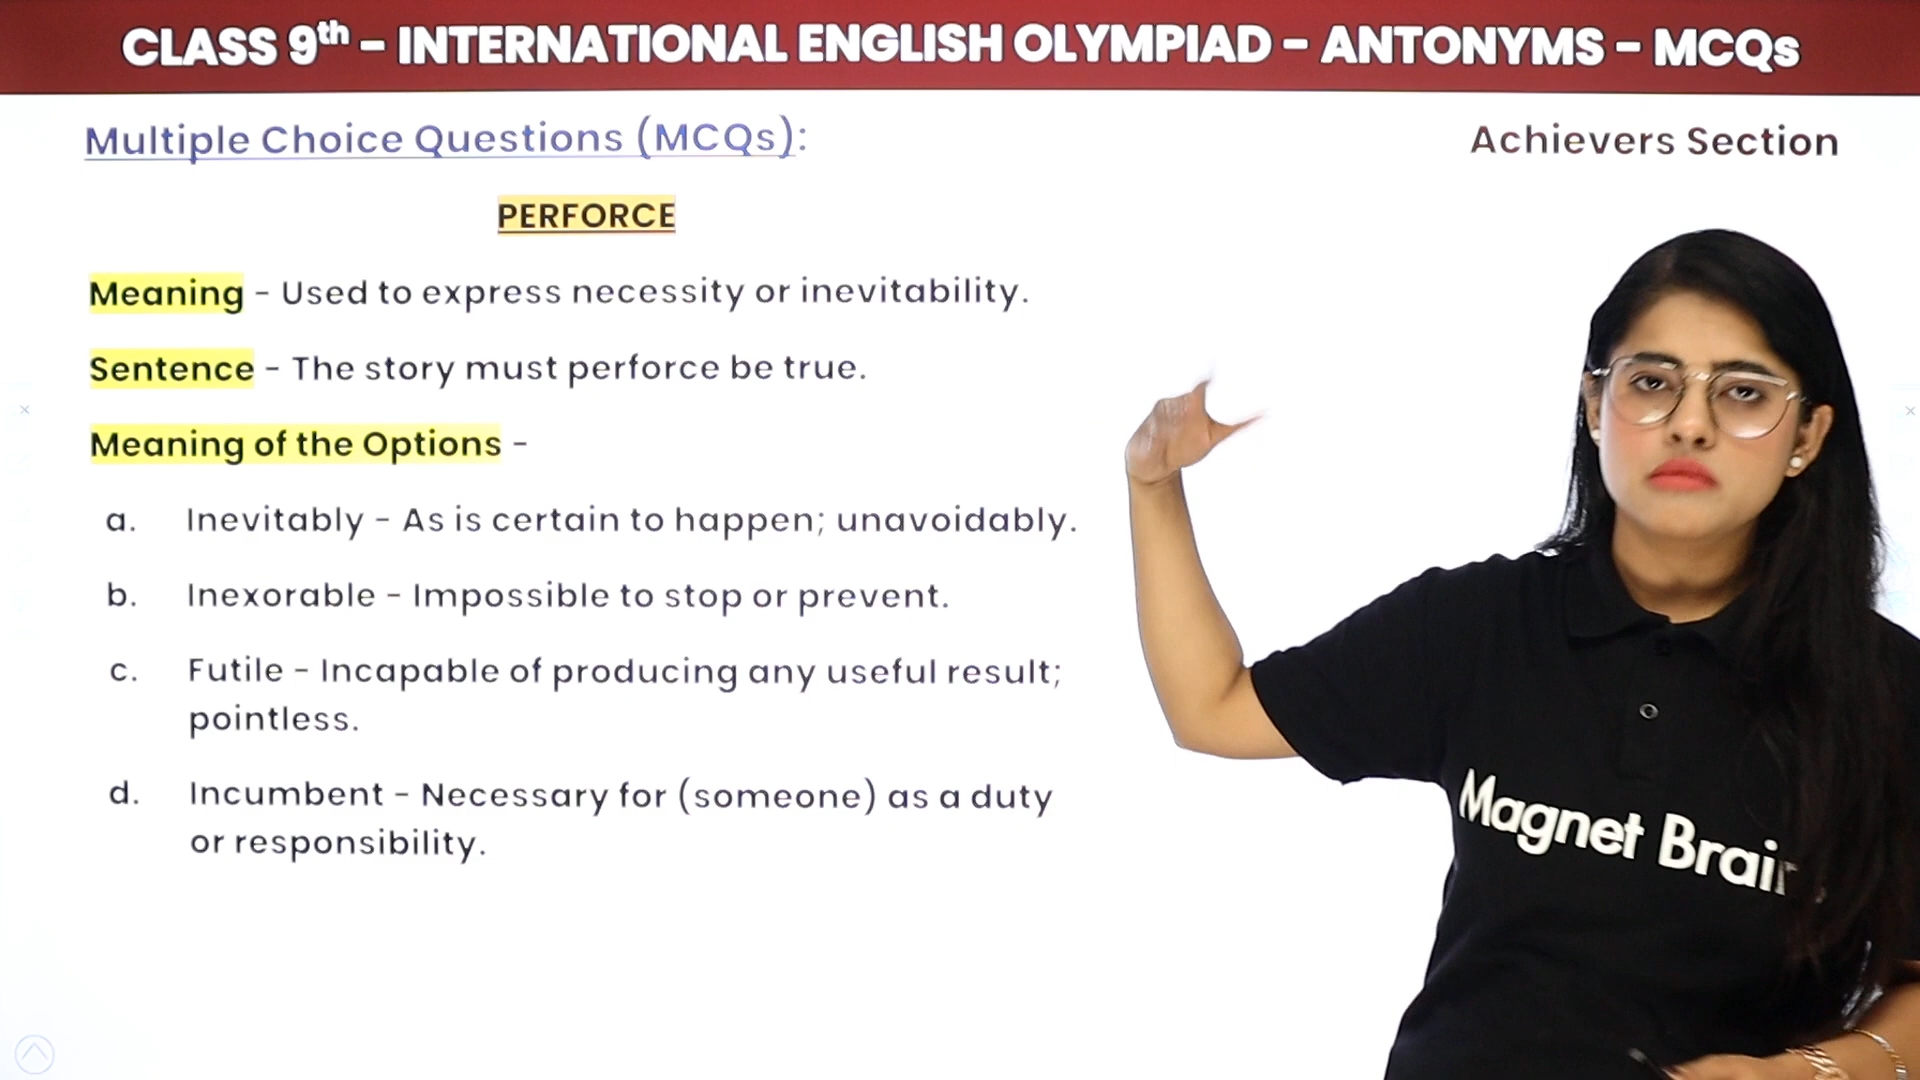 CLASS 9th - INTERNATIONAL ENGLISH OLYMPIAD - ANTONYMS - MCQs
Multiple Choice Questions (MCQs):
Achievers Section
PERFORCE
Meaning - Used to express necessity or inevitability.
Sentence - The story must perforce be true.
Meaning of the Options -
a. Inevitably - As is certain to happen; unavoidably.
b. Inexorable - Impossible to stop or prevent.
c. Futile - Incapable of producing any useful result;
pointless.
d. Incumbent - Necessary for (someone) as a duty
or responsibility.
Magnet Brain